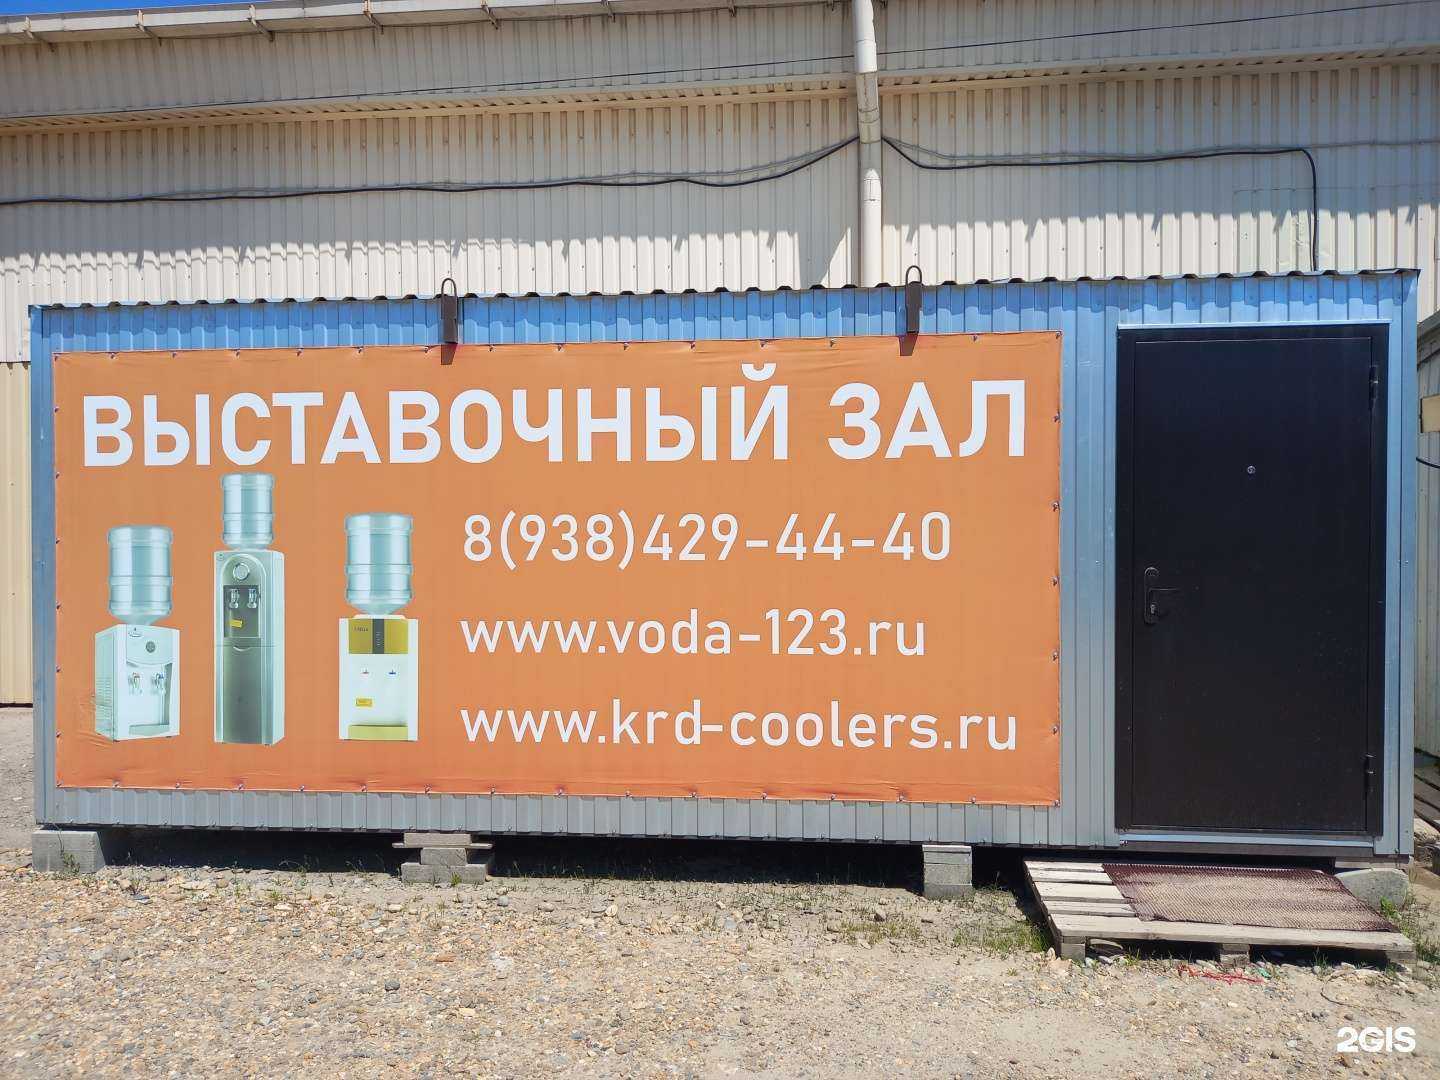 ВЫСТАВОЧНЫЙ ЗАЛ
8(938)429-44-40
www.voda-123.ru
www.krd-coolers.ru
2GIS